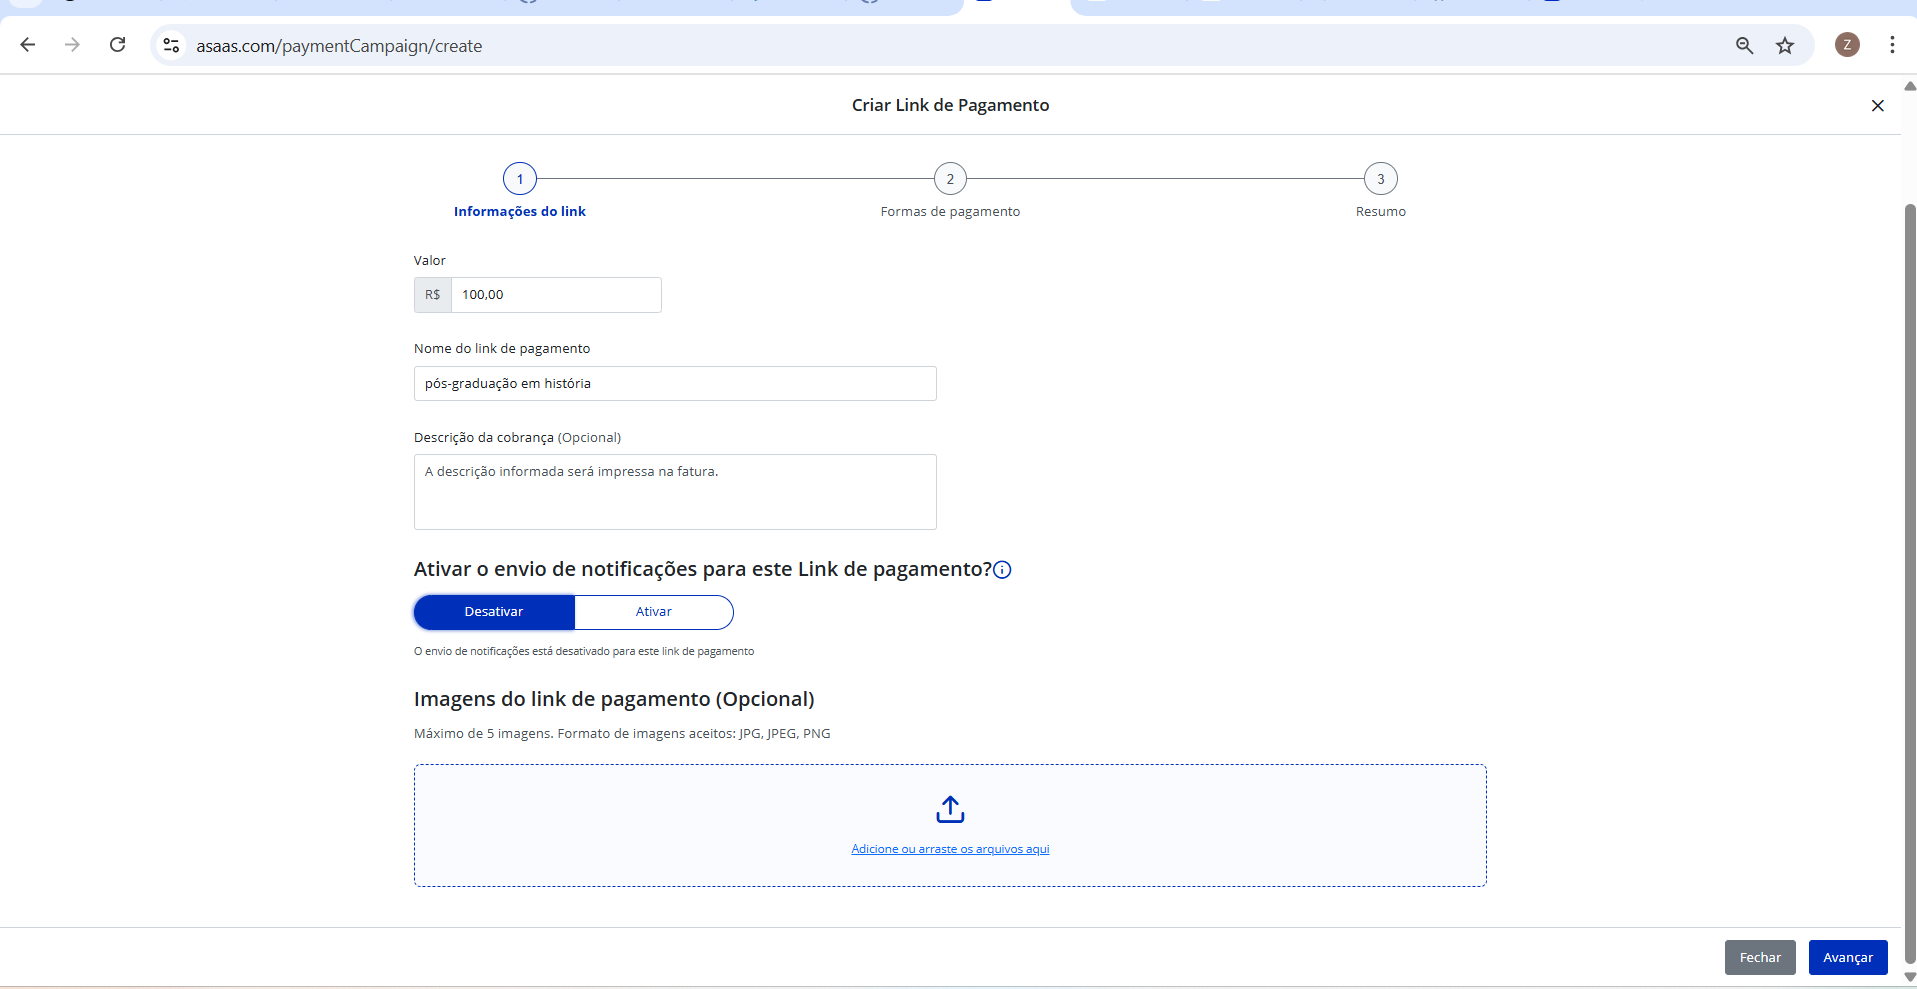 asaas.com/paymentCampaign/create
Z
Criar Link de Pagamento
1
2
3
Informações do link
Formas de pagamento
Resumo
Valor
R$ 100,00
Nome do link de pagamento
pós-graduação em história
Descrição da cobrança (Opcional)
A descrição informada será impressa na fatura.
Ativar o envio de notificações para este Link de pagamento?
Desativar Ativar
O envio de notificações está desativado para este link de pagamento
Imagens do link de pagamento (Opcional)
Máximo de 5 imagens. Formato de imagens aceitos: JPG, JPEG, PNG
Adicione ou arraste os arquivos aqui
Fechar Avançar